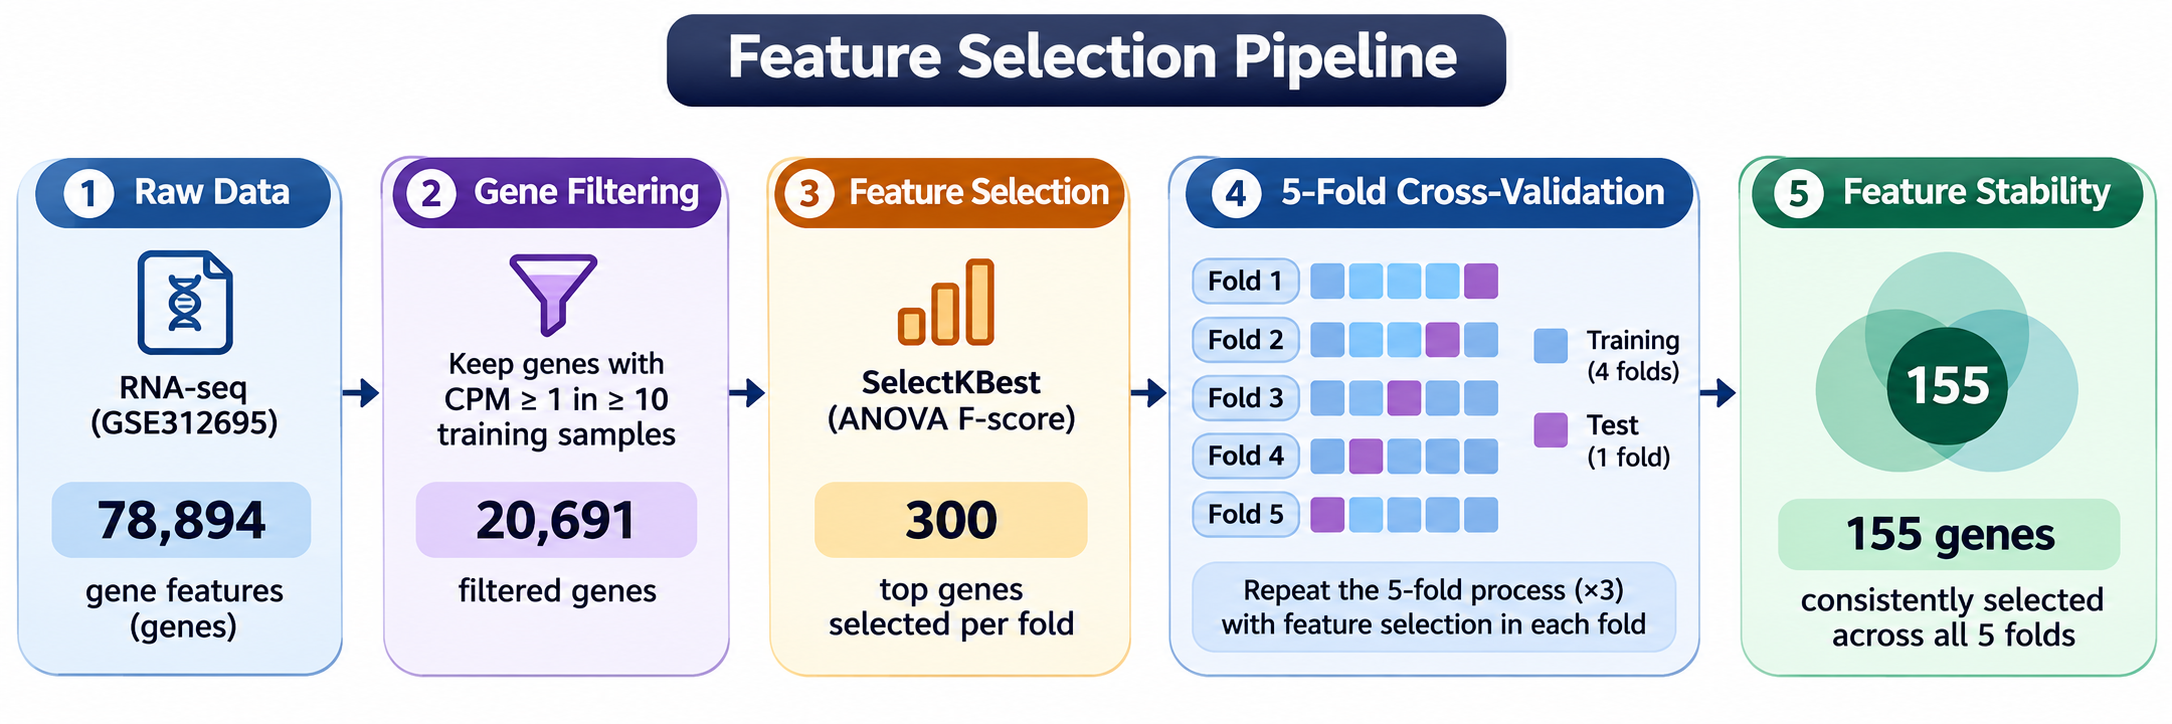 Feature Selection Pipeline
1 Raw Data
RNA-seq
(GSE312695)
78,894
gene features
(genes)
2 Gene Filtering
Keep genes with
CPM ≥ 1 in ≥ 10
training samples
20,691
filtered genes
3 Feature Selection
SelectKBest
(ANOVA F-score)
300
top genes
selected per fold
4 5-Fold Cross-Validation
Fold 1
Fold 2
Fold 3
Fold 4
Fold 5
Training
(4 folds)
Test
(1 fold)
Repeat the 5-fold process (×3)
with feature selection in each fold
5 Feature Stability
155
155 genes
consistently selected
across all 5 folds